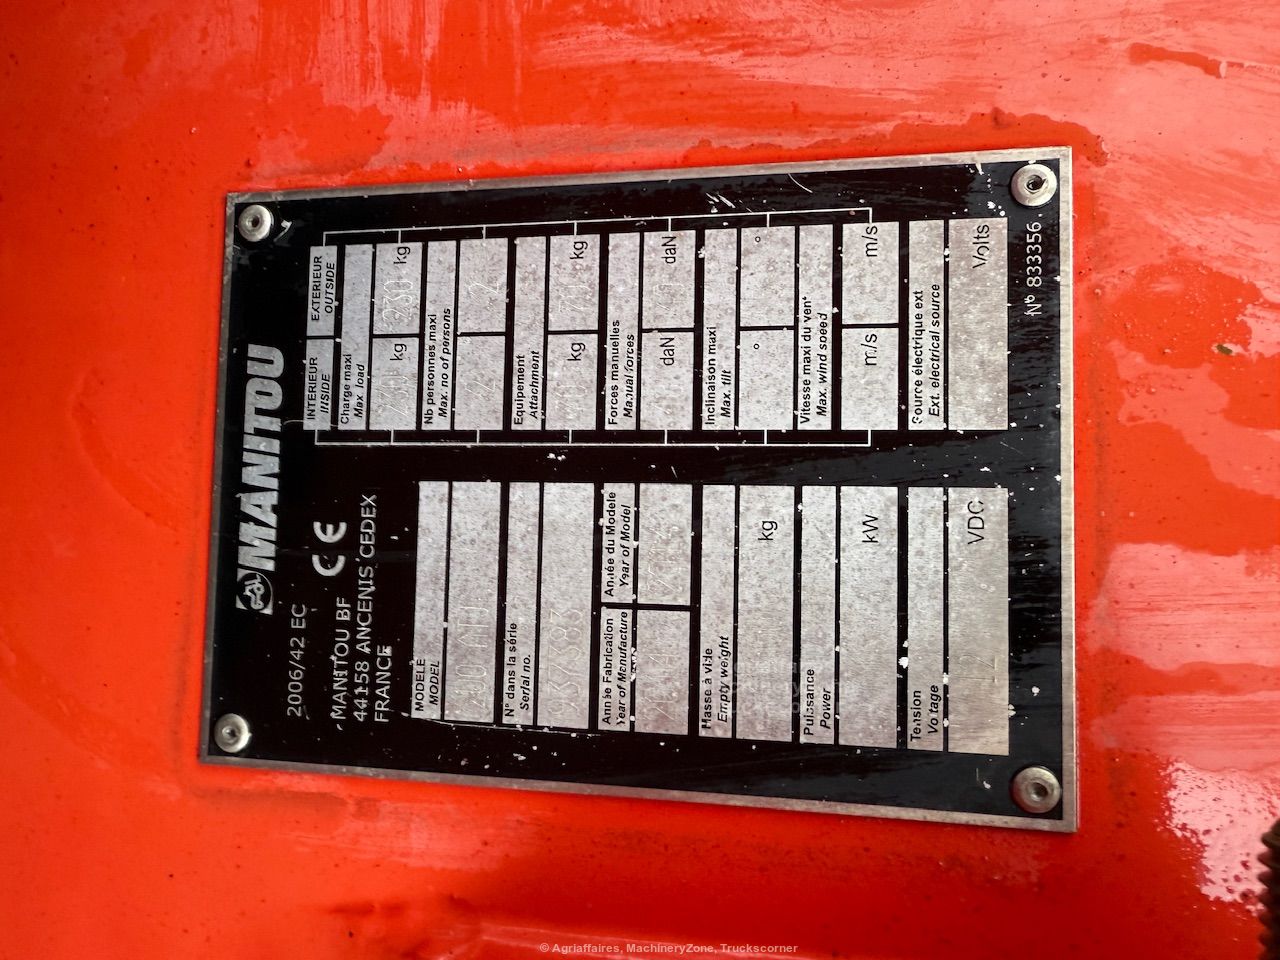 MANITOU
2006/42 EC
CE
MANITOU BF
44158 ANCENIS CEDEX
FRANCE
MODELE
MODEL
N° dans la série
Serial no.
937393
Année Fabrication
Year of Manufacture
Année du Modele
Year of Model
Masse à vide
Empty weight
kg
Puissance
Power
kW
Tension
Voltage
VDC
INTERIEUR
INSIDE
EXTERIEUR
OUTSIDE
Charge maxi
Max. load
230 kg
230 kg
Nb personnes maxi
Max. no of persons
2
2
Equipement
Attachment
kg
kg
Forces manuelles
Manual forces
daN
daN
Inclinaison maxi
Max. tilt
°
°
Vitesse maxi du vent
Max. wind speed
m/s
m/s
Source électrique ext
Ext. electrical source
Volts
N° 833356
© Agriaffaires, MachineryZone, Truckscorner